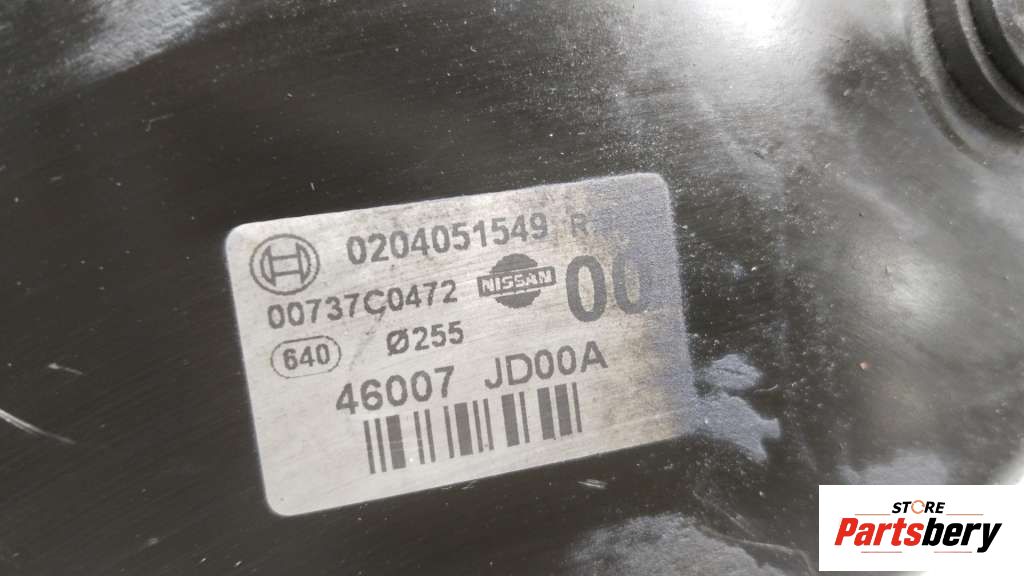 0204051549 R
00737C0472 NISSAN 00
640 Ø255
46007 JD00A
STORE
Partsbery